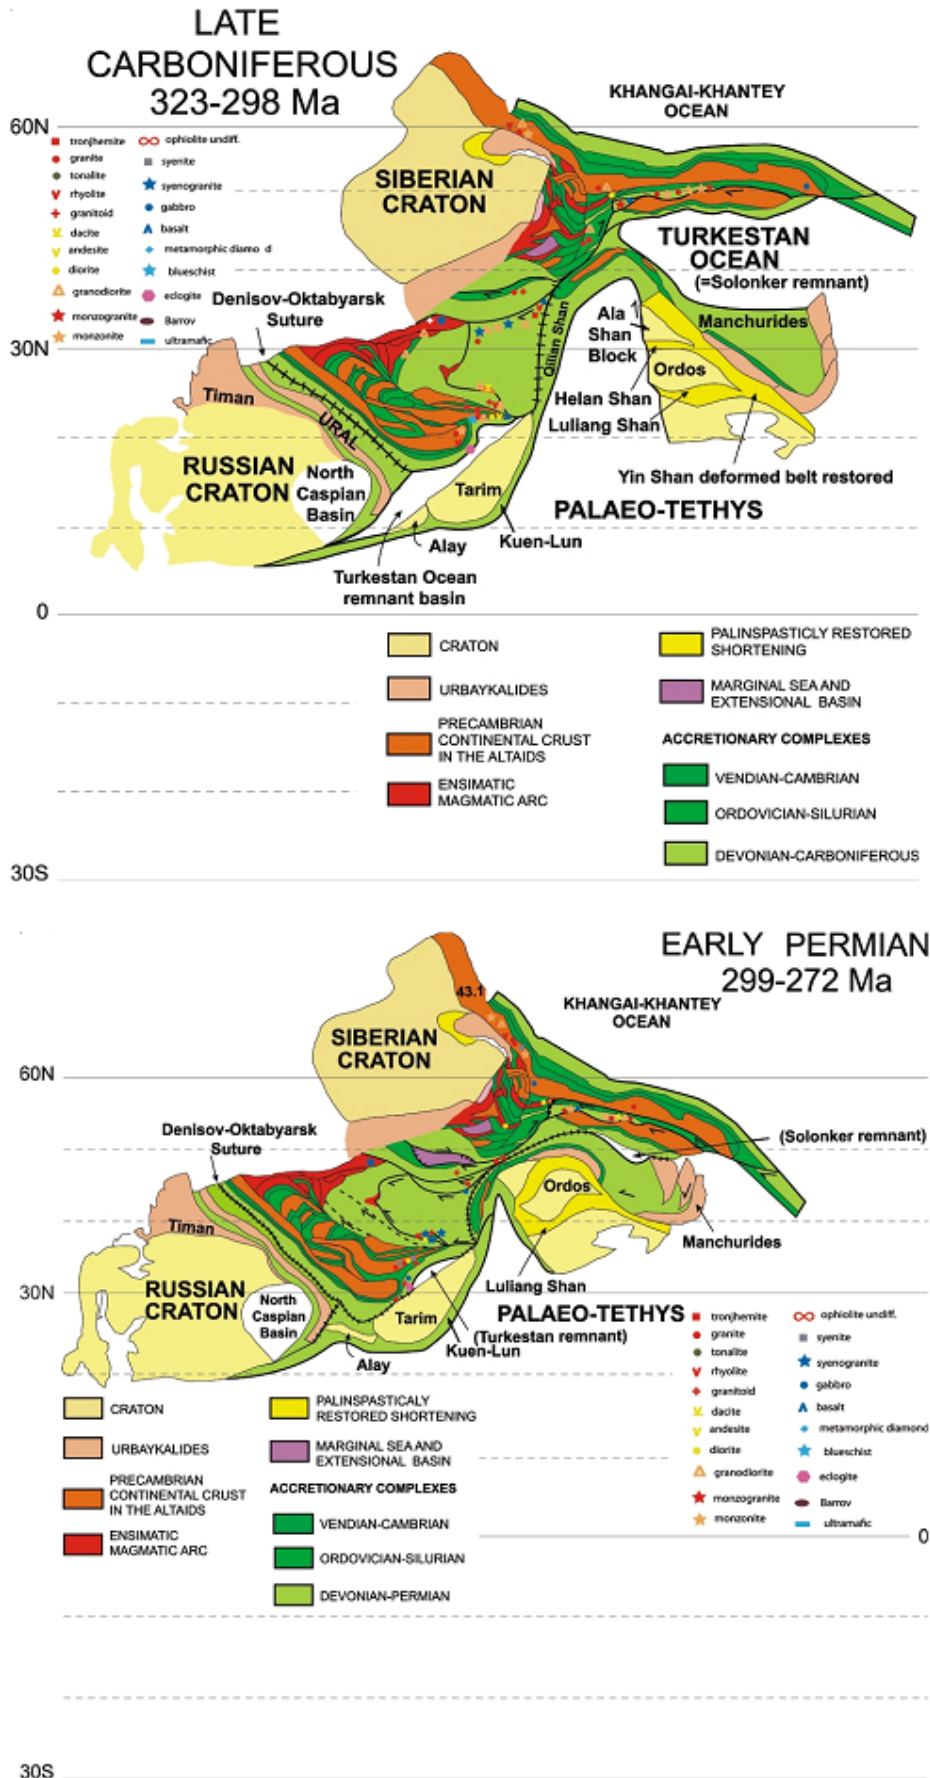 LATE
CARBONIFEROUS
323-298 Ma
KHANGAI-KHANTEY
OCEAN
60N
tronjhemite
granite
tonalite
rhyolite
granitoid
dacite
andesite
diorite
granodiorite
monzogranite
monzonite
ophiolite undiff.
syenite
syenogranite
gabbro
basalt
metamorphic diamo d
blueschist
eclogite
Barrov
ultramafic
SIBERIAN
CRATON
TURKESTAN
OCEAN
(=Solonker remnant)
Denisov-Oktabyarsk
Suture
Ala
Shan
Block
Manchurides
Qilian Shan
30N
Ordos
Timan
Helan Shan
Luliang Shan
URAL
RUSSIAN
CRATON
North
Caspian
Basin
Yin Shan deformed belt restored
Tarim
PALAEO-TETHYS
Alay
Kuen-Lun
Turkestan Ocean
remnant basin
0
CRATON
URBAYKALIDES
PRECAMBRIAN
CONTINENTAL CRUST
IN THE ALTAIDS
ENSIMATIC
MAGMATIC ARC
PALINSPASTICLY RESTORED
SHORTENING
MARGINAL SEA AND
EXTENSIONAL BASIN
ACCRETIONARY COMPLEXES
VENDIAN-CAMBRIAN
ORDOVICIAN-SILURIAN
DEVONIAN-CARBONIFEROUS
30S
EARLY PERMIAN
299-272 Ma
43.1
KHANGAI-KHANTEY
OCEAN
SIBERIAN
CRATON
60N
Denisov-Oktabyarsk
Suture
(Solonker remnant)
Ordos
Timan
Manchurides
Luliang Shan
30N
RUSSIAN
CRATON
North
Caspian
Basin
Tarim
PALAEO-TETHYS
(Turkestan remnant)
Kuen-Lun
Alay
tronjhemite
granite
tonalite
rhyolite
granitoid
dacite
andesite
diorite
granodiorite
monzogranite
monzonite
ophiolite undiff.
syenite
syenogranite
gabbro
basalt
metamorphic diamond
blueschist
eclogite
Barrov
ultramafic
CRATON
URBAYKALIDES
PRECAMBRIAN
CONTINENTAL CRUST
IN THE ALTAIDS
ENSIMATIC
MAGMATIC ARC
PALINSPASTICALY
RESTORED SHORTENING
MARGINAL SEA AND
EXTENSIONAL BASIN
ACCRETIONARY COMPLEXES
VENDIAN-CAMBRIAN
ORDOVICIAN-SILURIAN
DEVONIAN-PERMIAN
0
30S